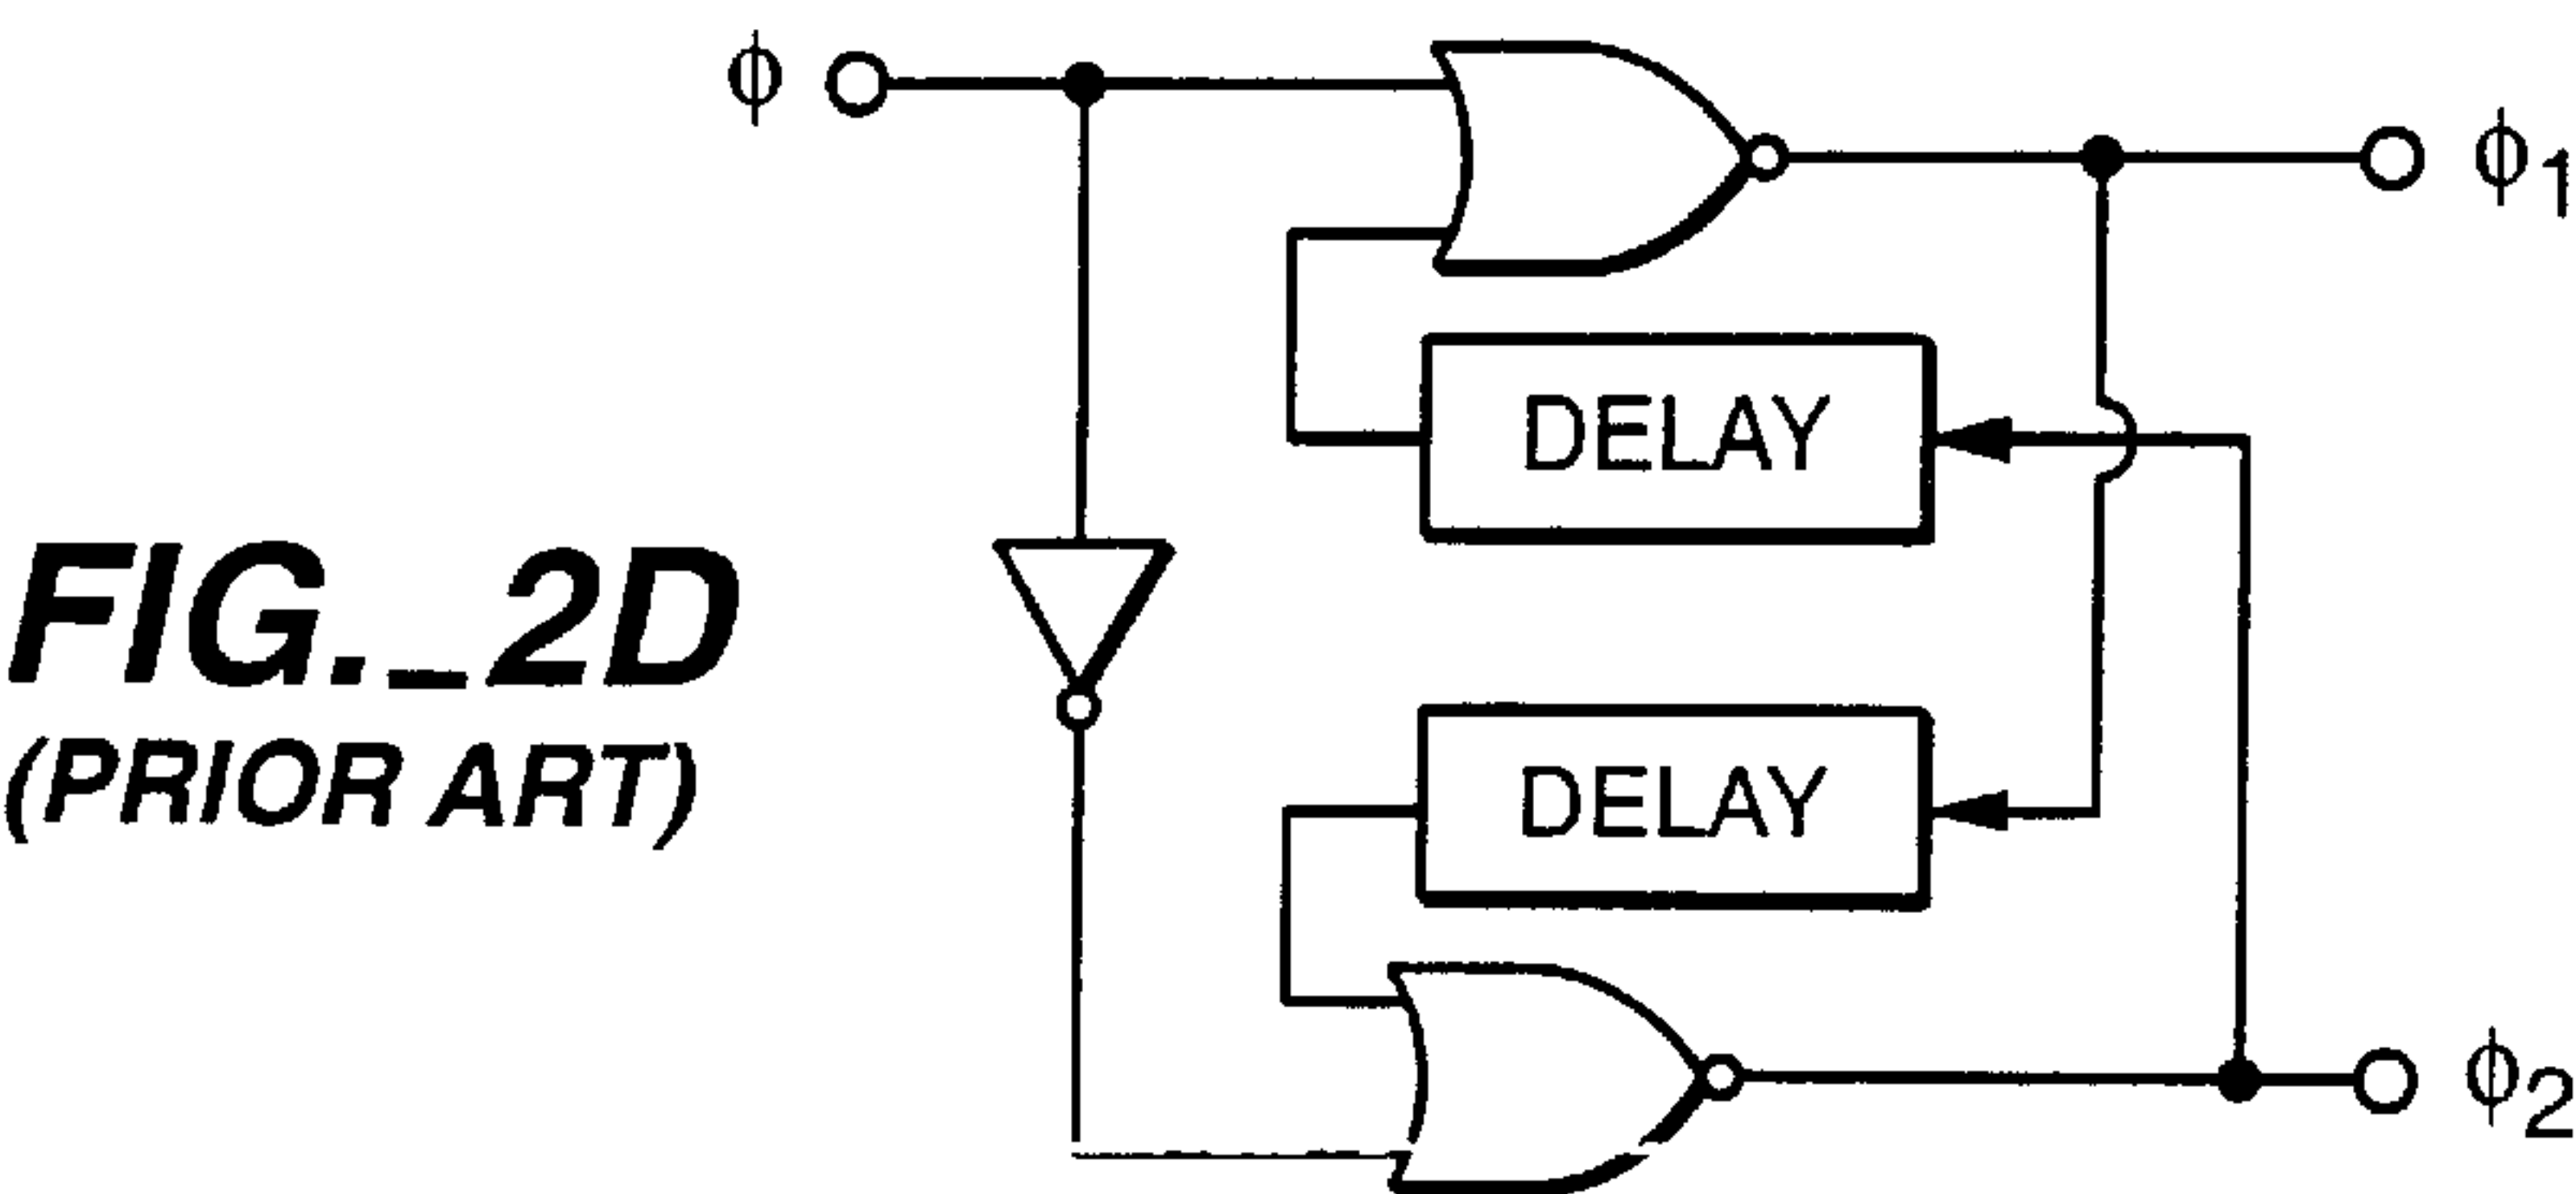 ϕ
ϕ1
DELAY
FIG._2D
(PRIOR ART)
DELAY
ϕ2